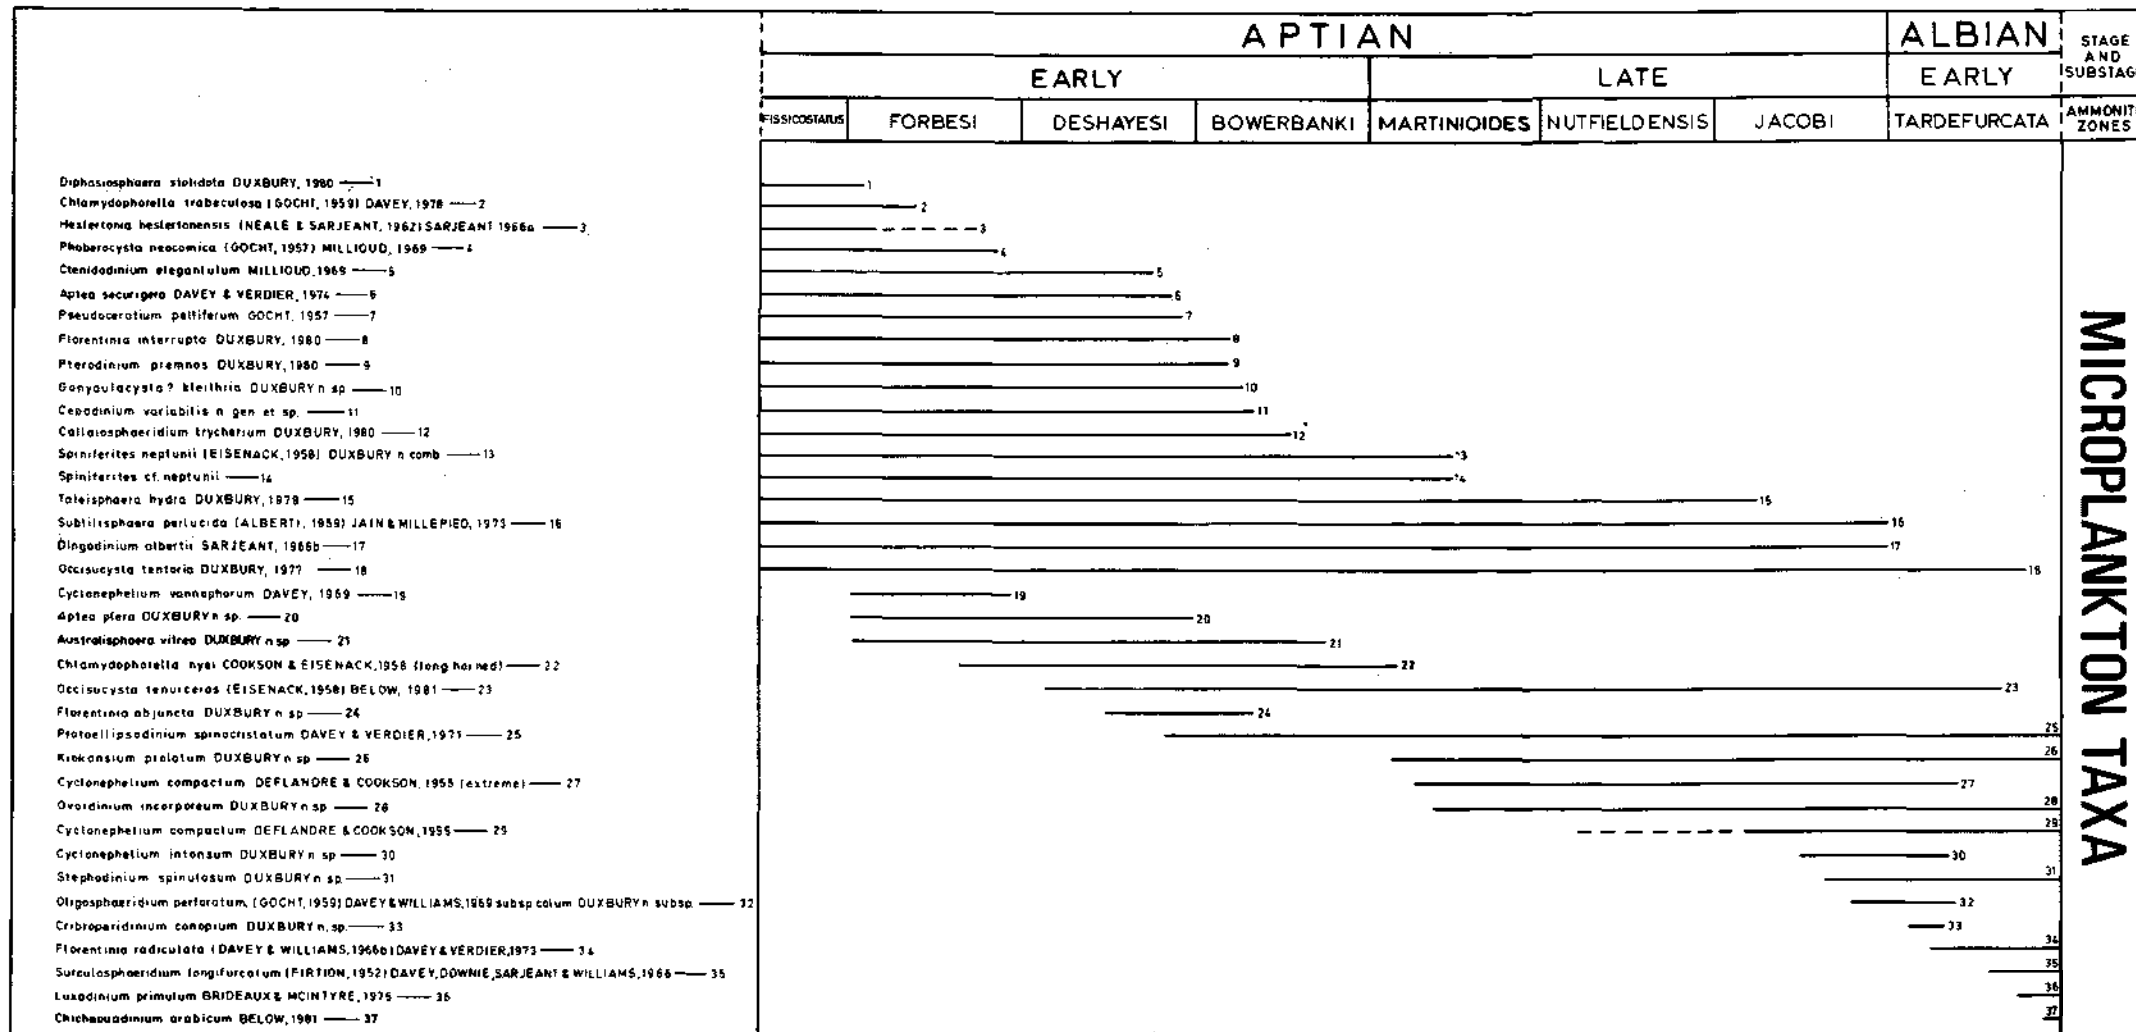 APTIAN ALBIAN STAGE AND SUBSTAG
EARLY LATE EARLY
FISSICOSTATUS FORBESI DESHAYESI BOWERBANKI MARTINIOIDES NUTFIELDENSIS JACOBI TARDEFURCATA AMMONIT ZONES
Diphasiosphaera stolidota DUXBURY, 1980 — 1 1
Chlamydophorella trabeculosa (GOCHT, 1959) DAVEY, 1978 — 2 2
Heslertonia heslertonensis (NEALE & SARJEANT, 1962) SARJEANT 1966a — 3 3
Phoberocysta neocomica (GOCHT, 1957) MILLIOUD, 1969 — 4 4
Ctenidodinium elegantulum MILLIOUD, 1969 — 5 5
Aptea securigera DAVEY & VERDIER, 1974 — 6 6
Pseudoceratium pelliferum GOCHT, 1957 — 7 7
Florentinia interrupta DUXBURY, 1980 — 8 8
Pterodinium premnos DUXBURY, 1980 — 9 9
Gonyaulacysta? kleithria DUXBURY n sp — 10 10
Cepadinium variabilis n gen et sp. — 11 11
Callaiosphaeridium trycherium DUXBURY, 1980 — 12 12
Spiniferites neptunii (EISENACK, 1958) DUXBURY n comb — 13 13
Spiniferites cf. neptunii — 14 14
Taleisphaera hydra DUXBURY, 1979 — 15 15
Subtilisphaera perlucida (ALBERTI, 1959) JAIN & MILLEPIED, 1973 — 16 16
Dingodinium albertii SARJEANT, 1966b — 17 17
Occisucysta tentoria DUXBURY, 1977 — 18 18
Cyclonephelium vannophorum DAVEY, 1969 — 19 19
Aptea plera DUXBURY n sp. — 20 20
Australisphaera vitrea DUXBURY n sp — 21 21
Chlamydophorella nyei COOKSON & EISENACK, 1958 (long horned) — 22 22
Occisucysta tenuiceras (EISENACK, 1958) BELOW, 1981 — 23 23
Florentinia abjuncta DUXBURY n sp — 24 24
Protoellipsodinium spinocristatum DAVEY & VERDIER, 1971 — 25 25
Kiokansium prolatum DUXBURY n sp — 26 26
Cyclonephelium compactum DEFLANDRE & COOKSON, 1955 (extreme) — 27 27
Ovoidinium incorporeum DUXBURY n sp — 28 28
Cyclonephelium compactum DEFLANDRE & COOKSON, 1955 — 29 29
Cyclonephelium intonsum DUXBURY n sp — 30 30
Stephodinium spinulosum DUXBURY n sp — 31 31
Oligosphaeridium perforatum, (GOCHT, 1959) DAVEY & WILLIAMS, 1969 subsp colum DUXBURY n subsp. — 32 32
Cribroperidinium conopium DUXBURY n. sp. — 33 33
Florentinia radiculata (DAVEY & WILLIAMS, 1966b) DAVEY & VERDIER, 1973 — 34 34
Surculosphaeridium longifurcatum (FIRTION, 1952) DAVEY, DOWNIE, SARJEANT & WILLIAMS, 1966 — 35 35
Luxadinium primulum BRIDEAUX & MCINTYRE, 1975 — 36 36
Chichaouadinium arabicum BELOW, 1981 — 37 37
MICROPLANKTON TAXA